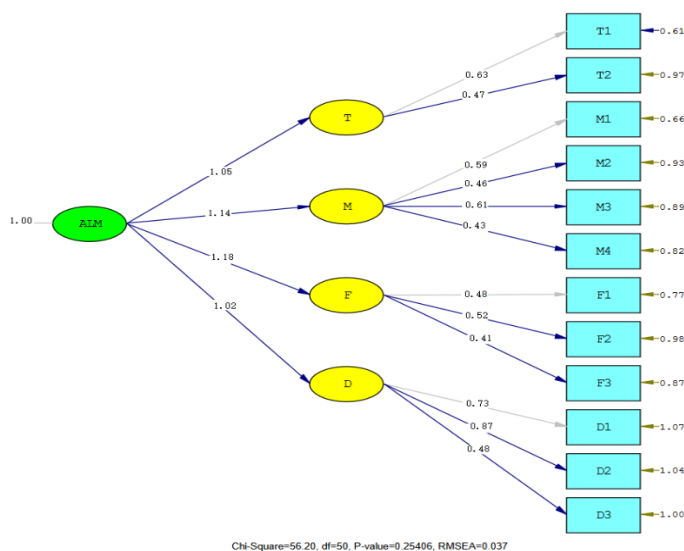 T1
0.61
0.63
T2
0.97
0.47
T
M1
0.66
1.05
0.59
M2
0.93
0.46
1.14
M
0.61
M3
0.89
1.00
ALM
0.43
M4
0.82
1.18
F
0.48
F1
0.77
0.52
1.02
F2
0.98
0.41
D
F3
0.87
0.73
D1
1.07
0.87
D2
1.04
0.48
D3
1.00
Chi-Square=56.20, df=50, P-value=0.25406, RMSEA=0.037